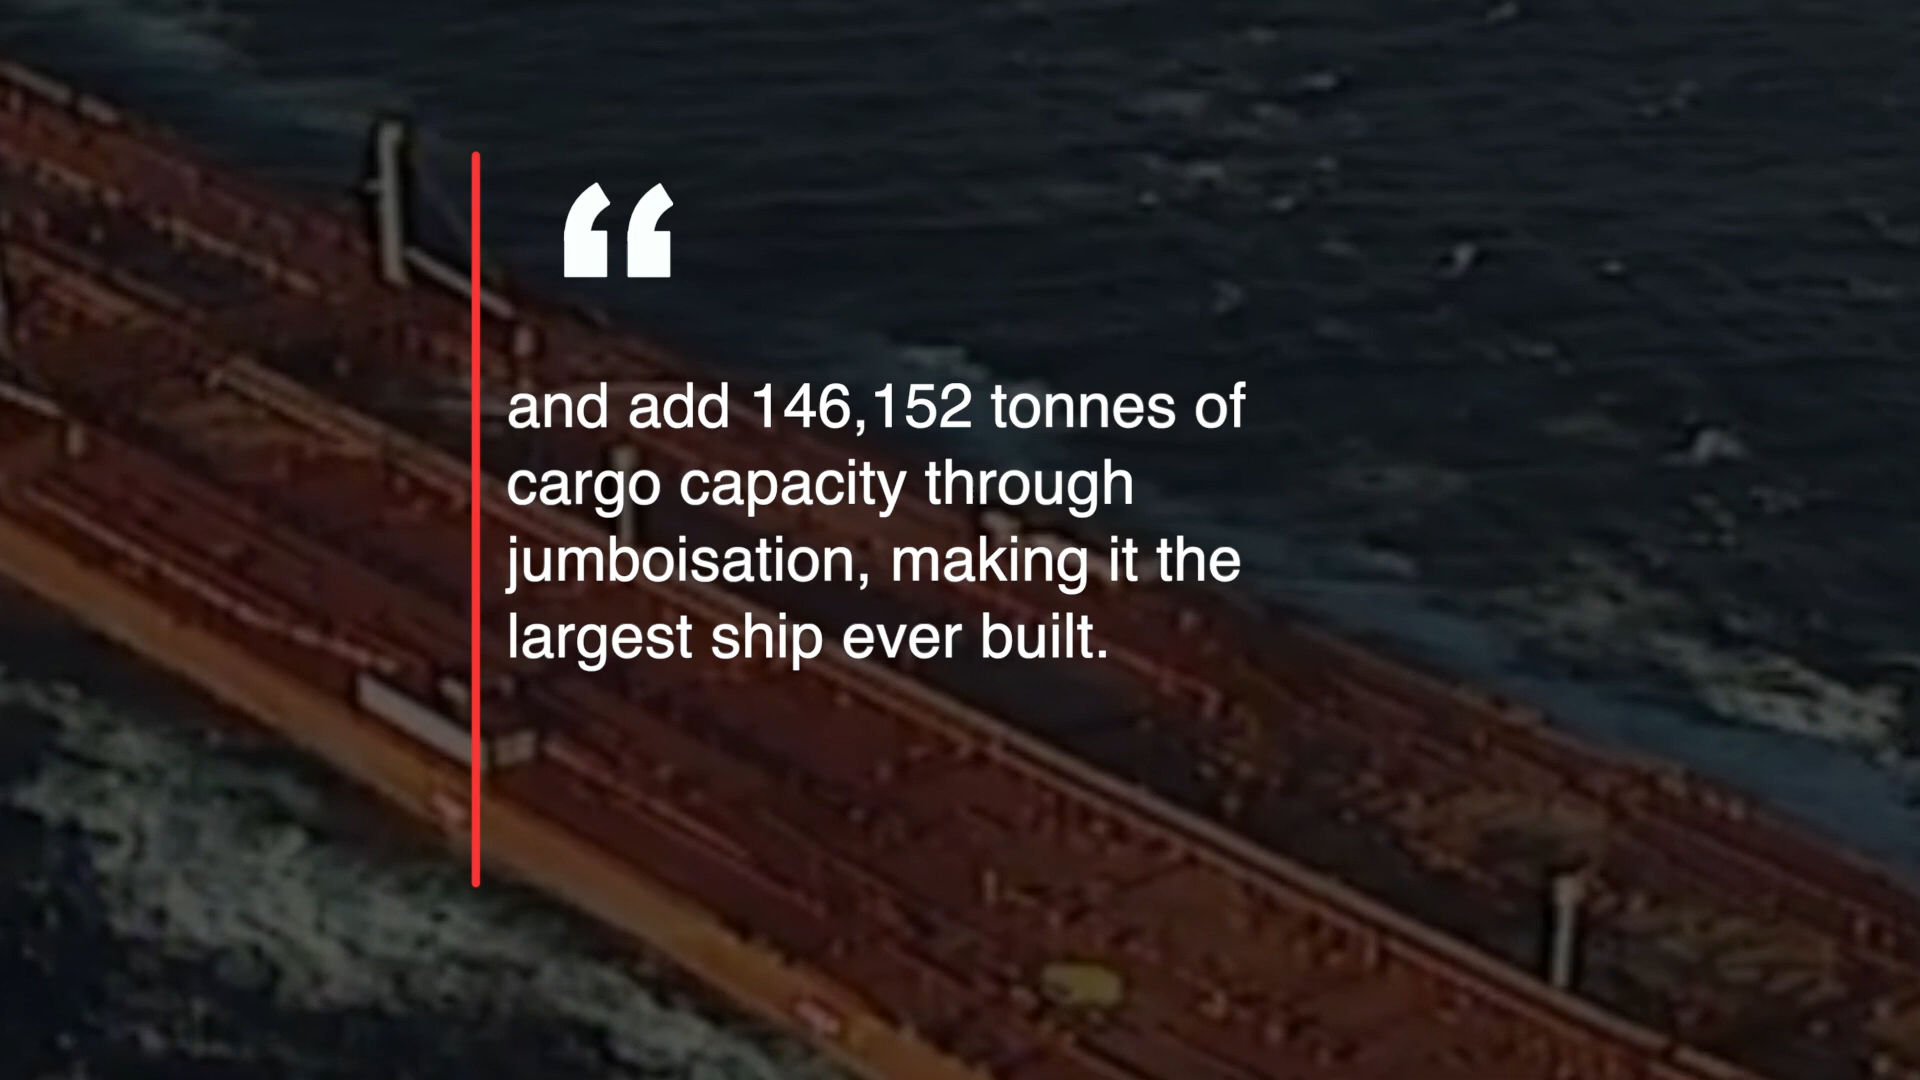 “
and add 146,152 tonnes of
cargo capacity through
jumboisation, making it the
largest ship ever built.